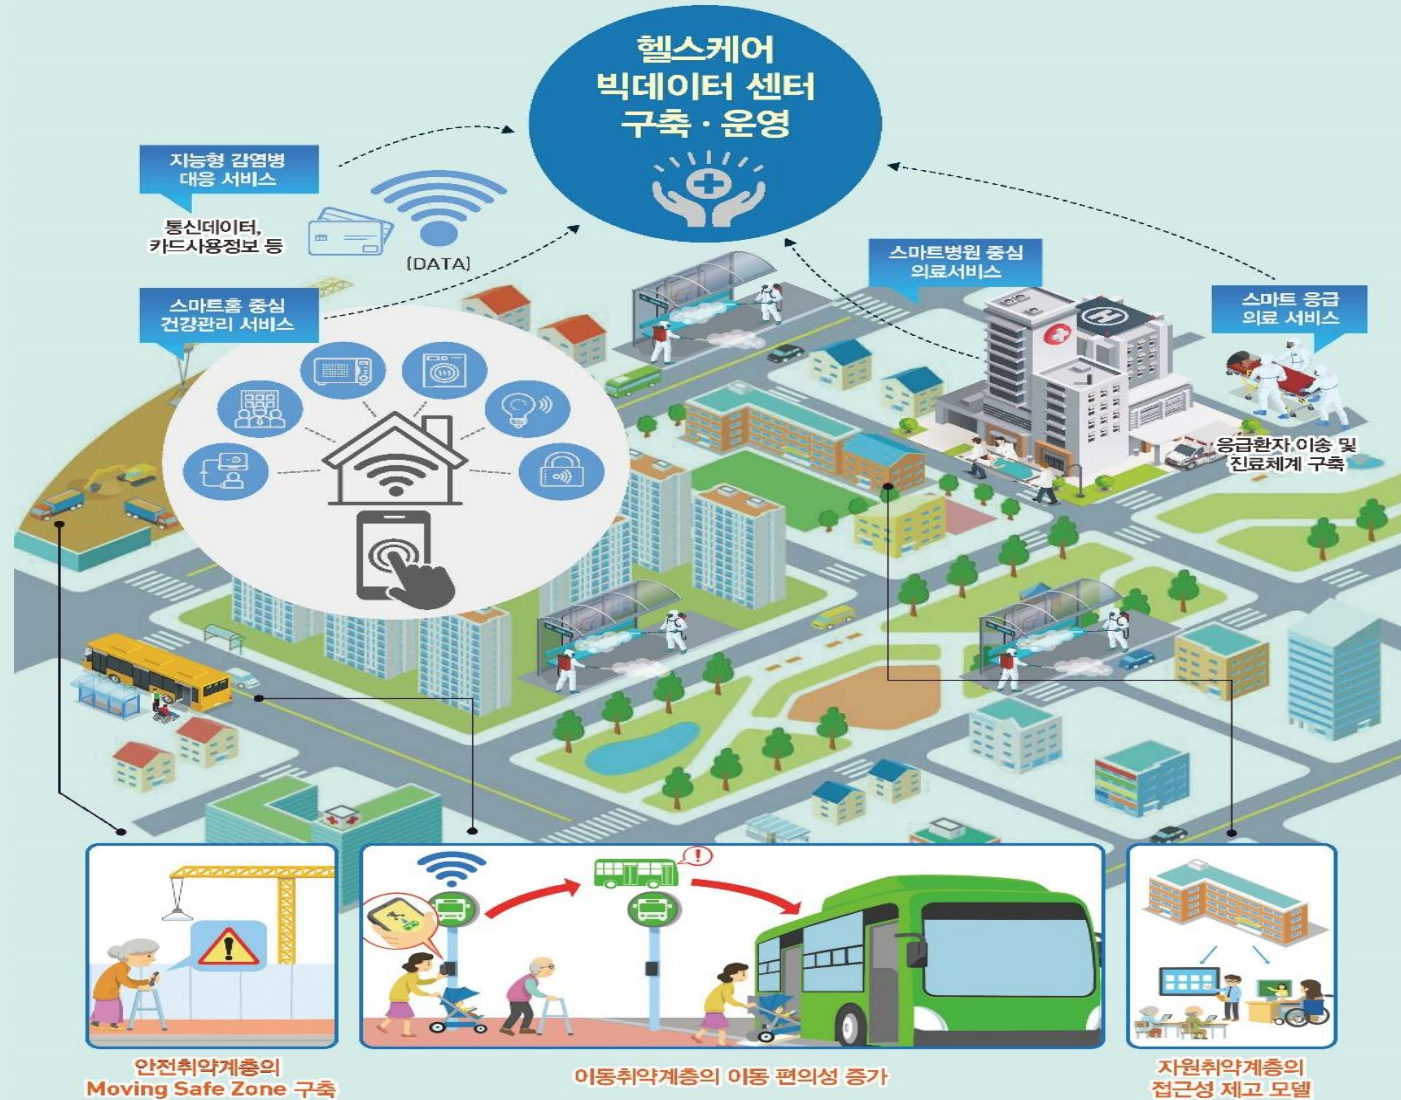 헬스케어
빅데이터 센터
구축 · 운영
지능형 감염병
대응 서비스
통신데이터,
카드사용정보 등
(DATA)
스마트홈 중심
건강관리 서비스
스마트병원 중심
의료서비스
스마트 응급
의료 서비스
응급환자 이송 및
진료체계 구축
H
안전취약계층의
Moving Safe Zone 구축
이동취약계층의 이동 편의성 증가
자원취약계층의
접근성 제고 모델